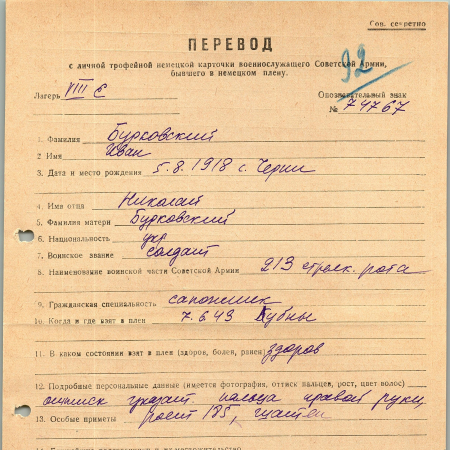 Сов. секретно
ПЕРЕВОД
с личной трофейной немецкой карточки военнослужащего Советской Армии,
бывшего в немецком плену.
92
Лагерь VIII C
Опознавательный знак
№ 74767
1. Фамилия Бурковский
2 Имя Иван
3. Дата и место рождения 5.8.1918 с. Черни
4. Имя отца Николай
5. Фамилия матери Бурковский
6. Национальность укр
7. Воинское звание солдат
8. Наименование воинской части Советской Армии 213 стрелк. рота
9. Гражданская специальность сапожник
10. Когда и где взят в плен 7.6.43 Кубны
11. В каком состоянии взят в плен (здоров, болен, ранен) здоров
12. Подробные персональные данные (имеется фотография, оттиск пальцев, рост, цвет волос)
оттиск указат. пальца правой руки,
13. Особые приметы рост 185,